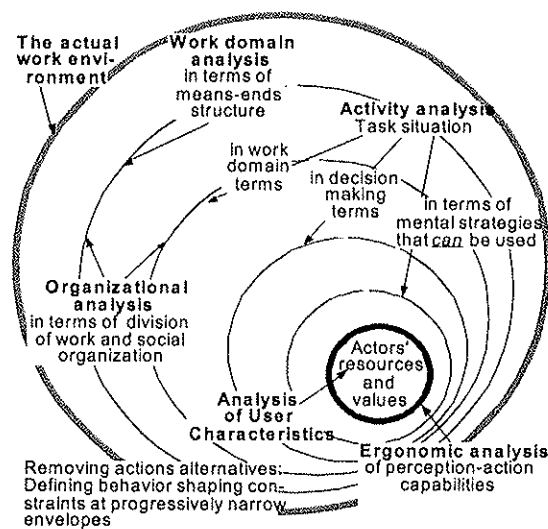 The actual
work envi-
ronment
Work domain
analysis
in terms of
means-ends
structure
Activity analysis
Task situation
in work
domain
terms
in decision
making
terms
in terms of
mental strategies
that can be used
Organizational
analysis
in terms of division
of work and social
organization
Actors'
resources
and
values
Analysis
of User
Characteristics
Ergonomic analysis
of perception-action
capabilities
Removing actions alternatives:
Defining behavior shaping con-
straints at progressively narrow
envelopes